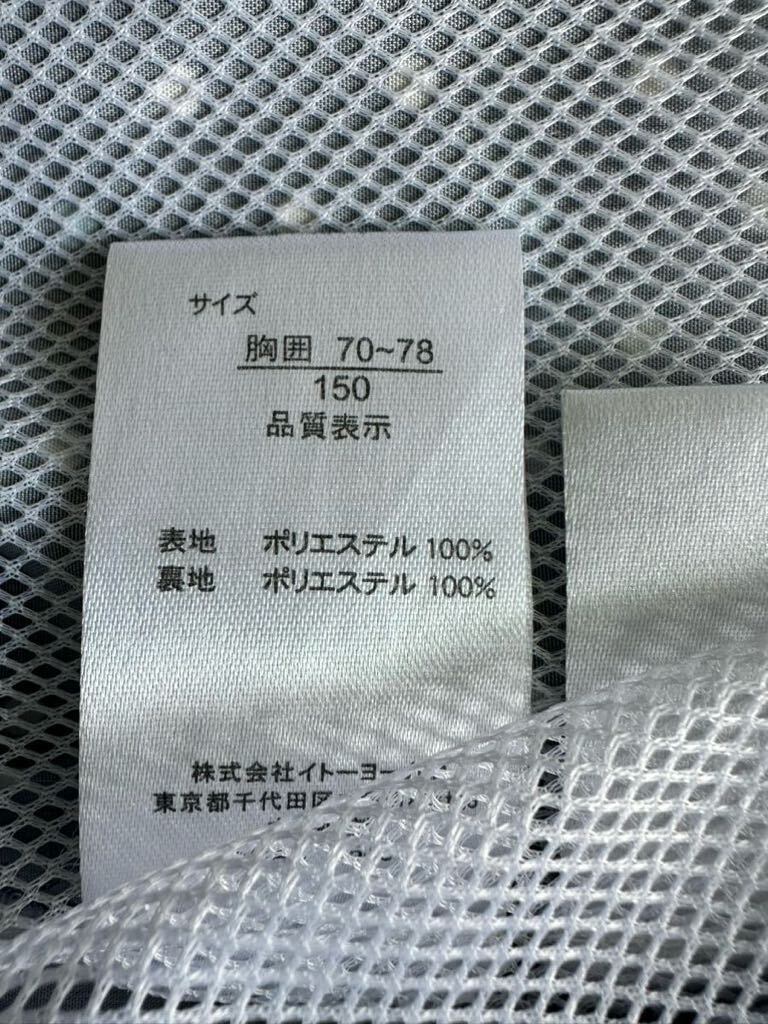 サイズ
胸囲 70~78
150
品質表示
表地 ポリエステル 100%
裏地 ポリエステル 100%
株式会社イトーヨー
東京都千代田区